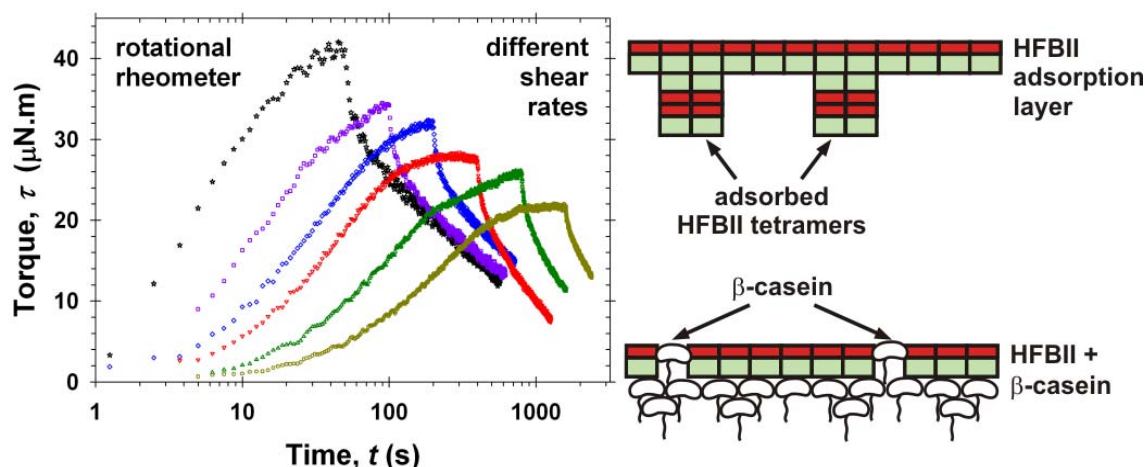 rotational
rheometer
different
shear
rates
Torque, τ (μN.m)
40
30
20
10
0
1
10
100
1000
Time, t (s)
HFBII
adsorption
layer
adsorbed
HFBII tetramers
β-casein
HFBII +
β-casein